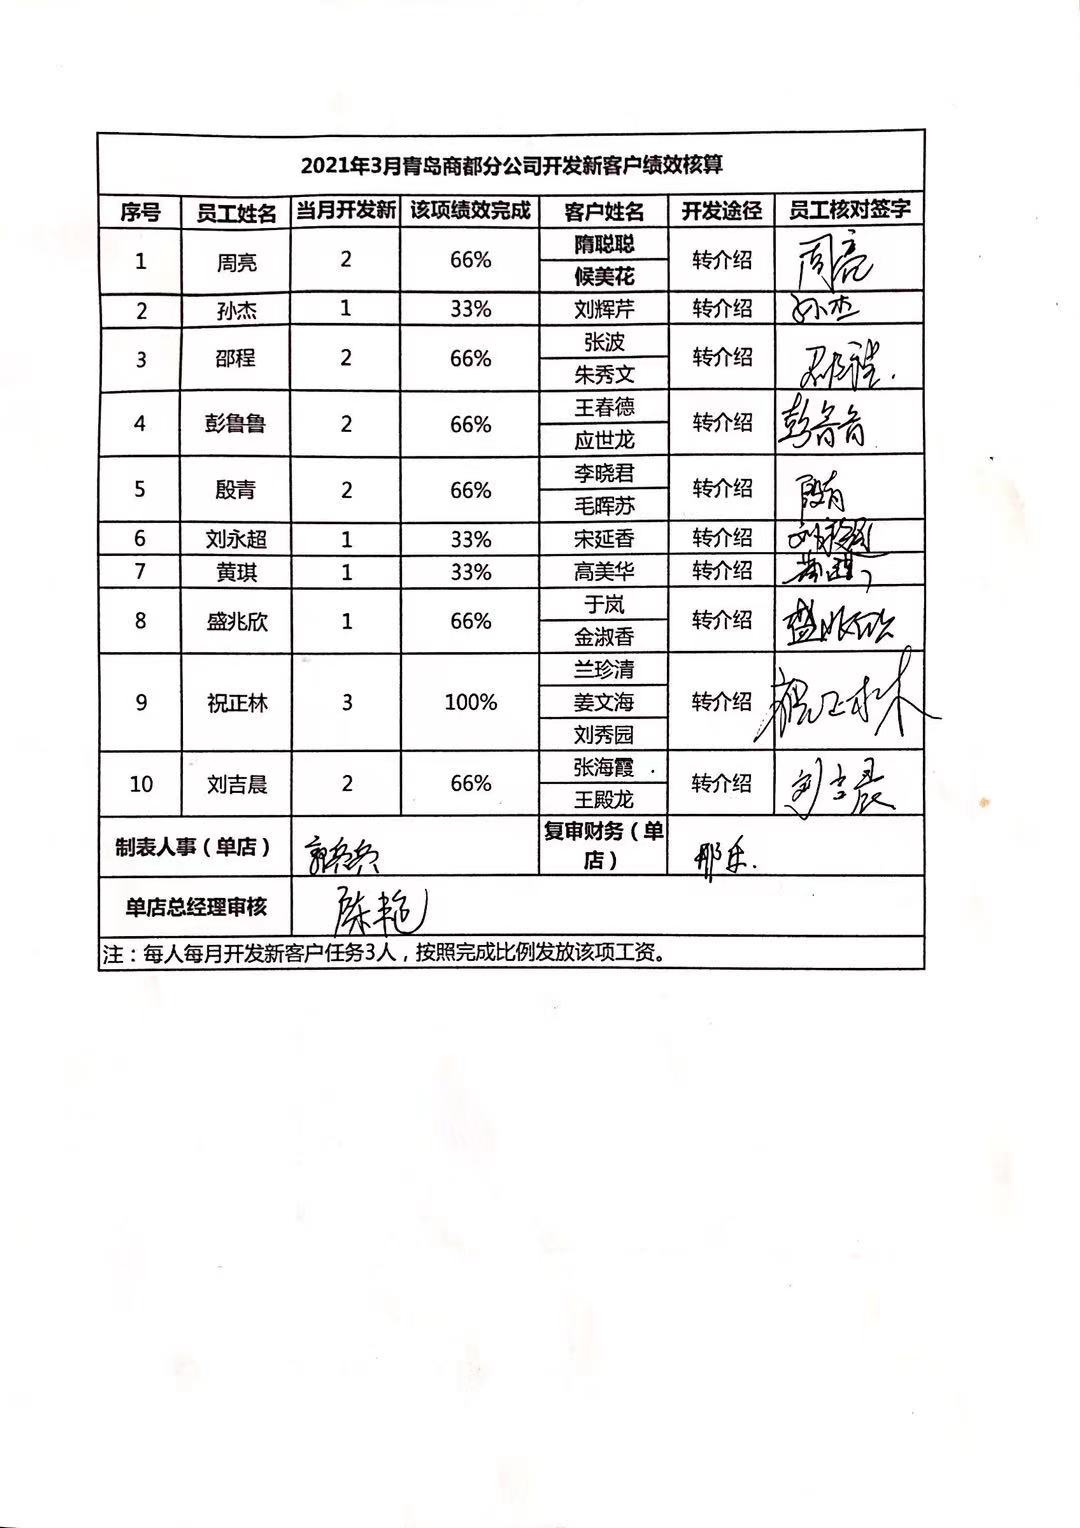 2021年3月青岛商都分公司开发新客户绩效核算
序号 员工姓名 当月开发新 该项绩效完成 客户姓名 开发途径 员工核对签字
1 周亮 2 66% 隋聪聪 转介绍 周亮
候美花
2 孙杰 1 33% 刘辉芹 转介绍 孙杰
3 邵程 2 66% 张波 转介绍 邵程.
朱秀文
4 彭鲁鲁 2 66% 王春德 转介绍 彭鲁鲁
应世龙
5 殷青 2 66% 李晓君 转介绍 殷青
毛晖苏
6 刘永超 1 33% 宋延香 转介绍 刘永超
7 黄琪 1 33% 高美华 转介绍 黄琪
8 盛兆欣 1 66% 于岚 转介绍 盛兆欣
金淑香
9 祝正林 3 100% 兰珍清 转介绍 祝正林
姜文海
刘秀园
10 刘吉晨 2 66% 张海霞 转介绍 刘吉晨
王殿龙
制表人事（单店） 复审财务（单
店） 邢乐.
单店总经理审核 陈艳
注：每人每月开发新客户任务3人，按照完成比例发放该项工资。